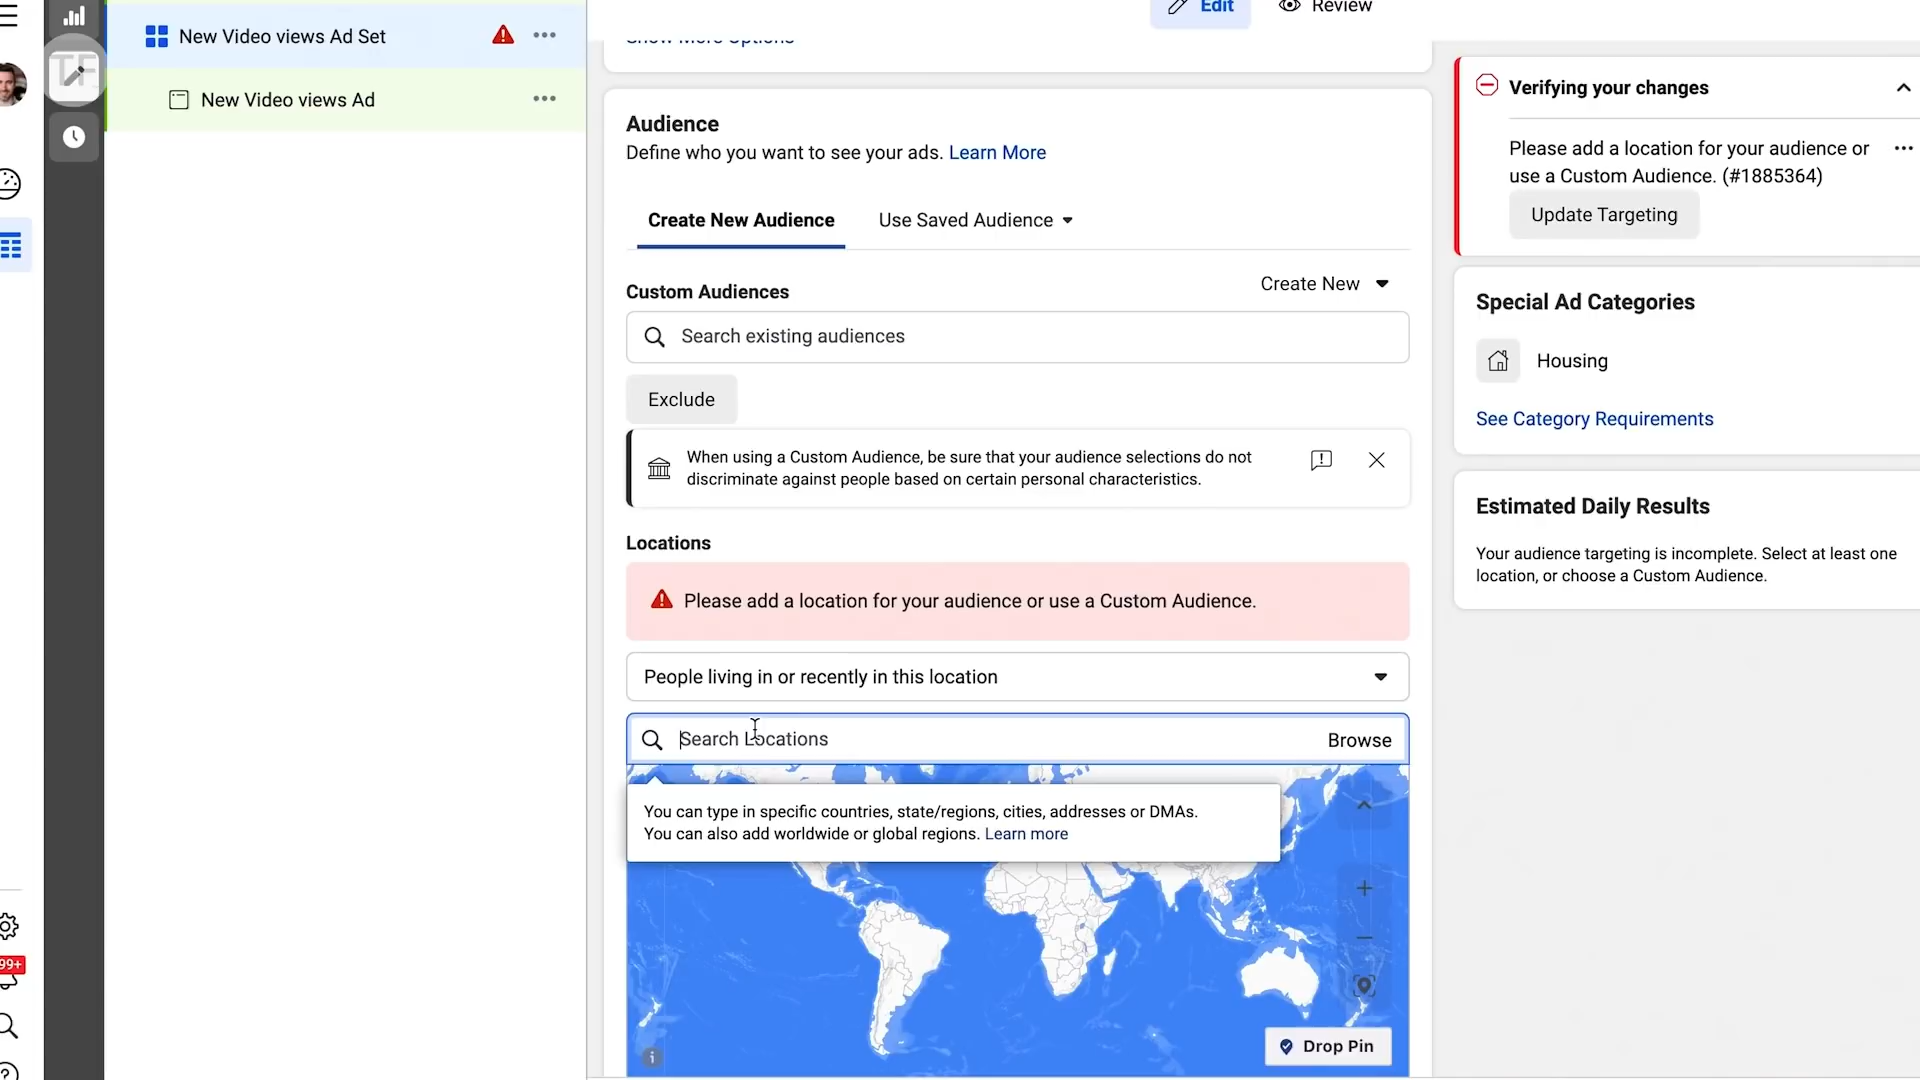 Edit
Review
New Video views Ad Set
TF
New Video views Ad
Show More Options
Audience
Define who you want to see your ads. Learn More
Create New Audience
Use Saved Audience
Custom Audiences
Create New
Search existing audiences
Exclude
When using a Custom Audience, be sure that your audience selections do not
discriminate against people based on certain personal characteristics.
Locations
Please add a location for your audience or use a Custom Audience.
People living in or recently in this location
Search Locations
Browse
You can type in specific countries, state/regions, cities, addresses or DMAs.
You can also add worldwide or global regions. Learn more
Drop Pin
99+
Verifying your changes
Please add a location for your audience or
use a Custom Audience. (#1885364)
Update Targeting
Special Ad Categories
Housing
See Category Requirements
Estimated Daily Results
Your audience targeting is incomplete. Select at least one
location, or choose a Custom Audience.